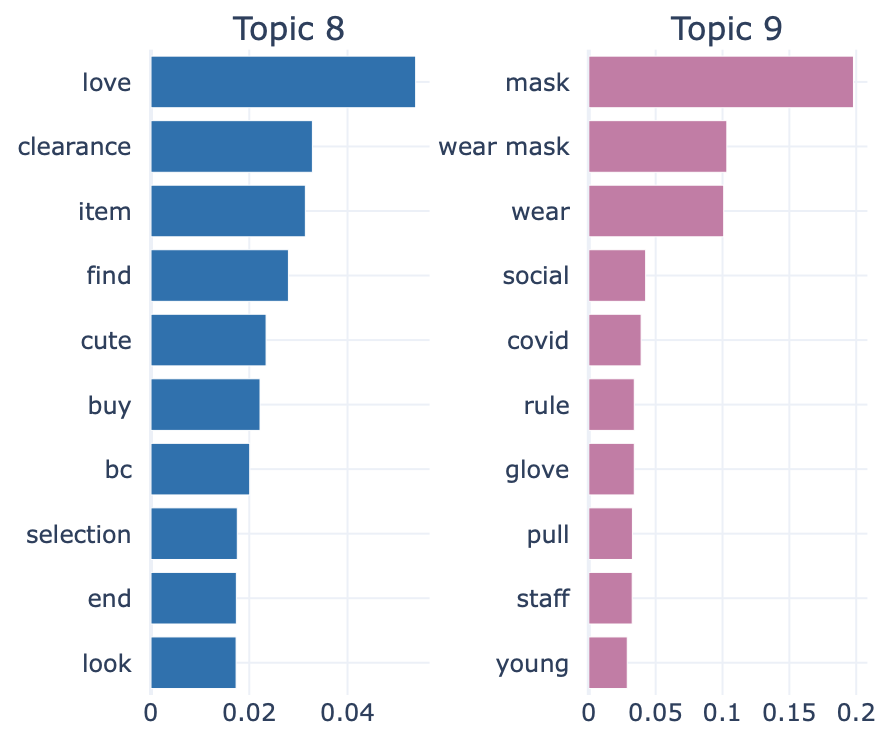 Topic 8
love
clearance
item
find
cute
buy
bc
selection
end
look
0 0.02 0.04
Topic 9
mask
wear mask
wear
social
covid
rule
glove
pull
staff
young
0 0.05 0.1 0.15 0.2